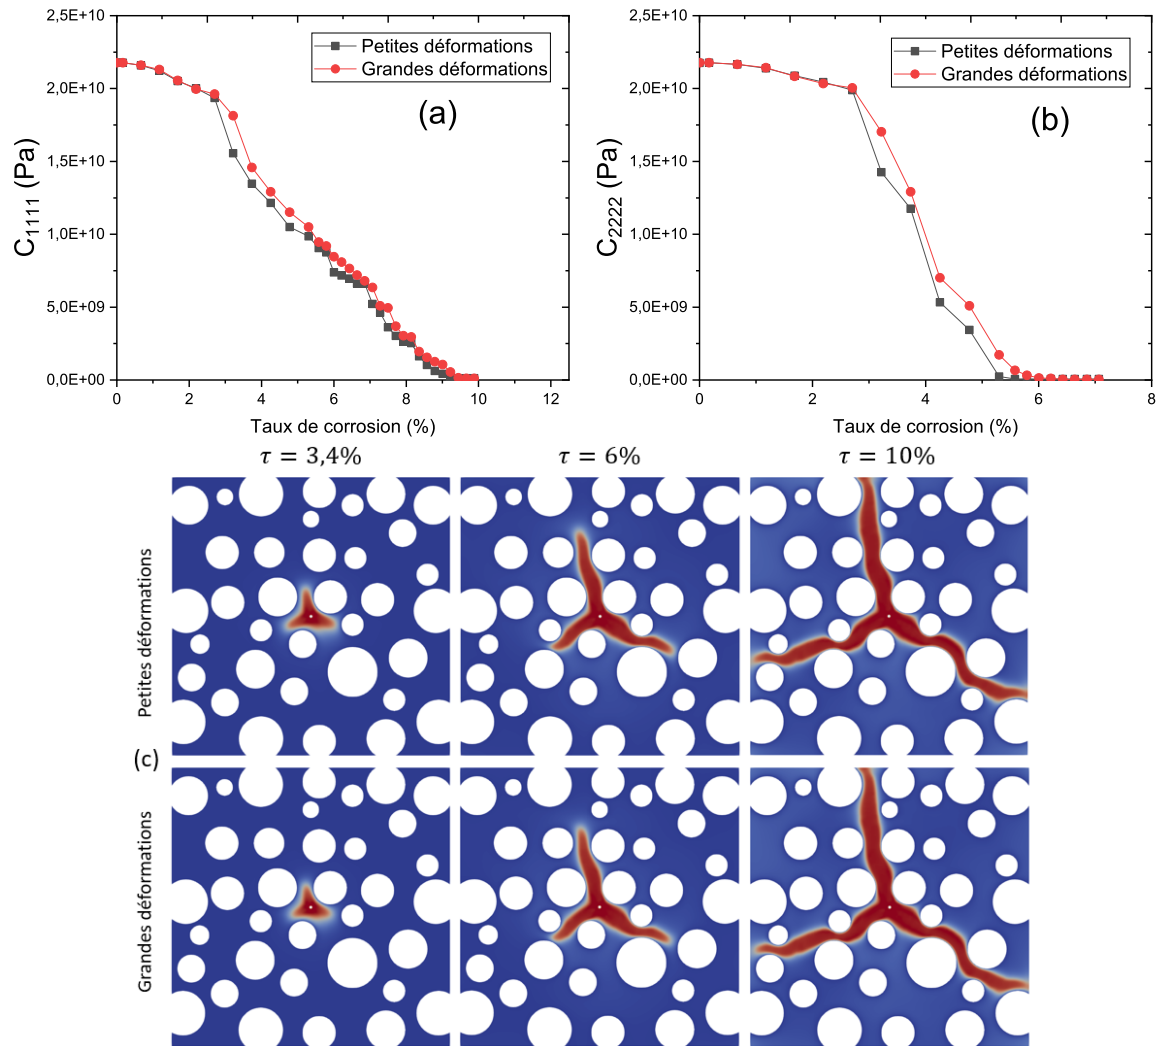 2,5E+10
2,0E+10
1,5E+10
1,0E+10
5,0E+09
0,0E+00
C1111 (Pa)
0 2 4 6 8 10 12
Taux de corrosion (%)
Petites déformations
Grandes déformations
(a)
2,5E+10
2,0E+10
1,5E+10
1,0E+10
5,0E+09
0,0E+00
C2222 (Pa)
0 2 4 6 8
Taux de corrosion (%)
Petites déformations
Grandes déformations
(b)
τ = 3,4% τ = 6% τ = 10%
Petites déformations
(c)
Grandes déformations